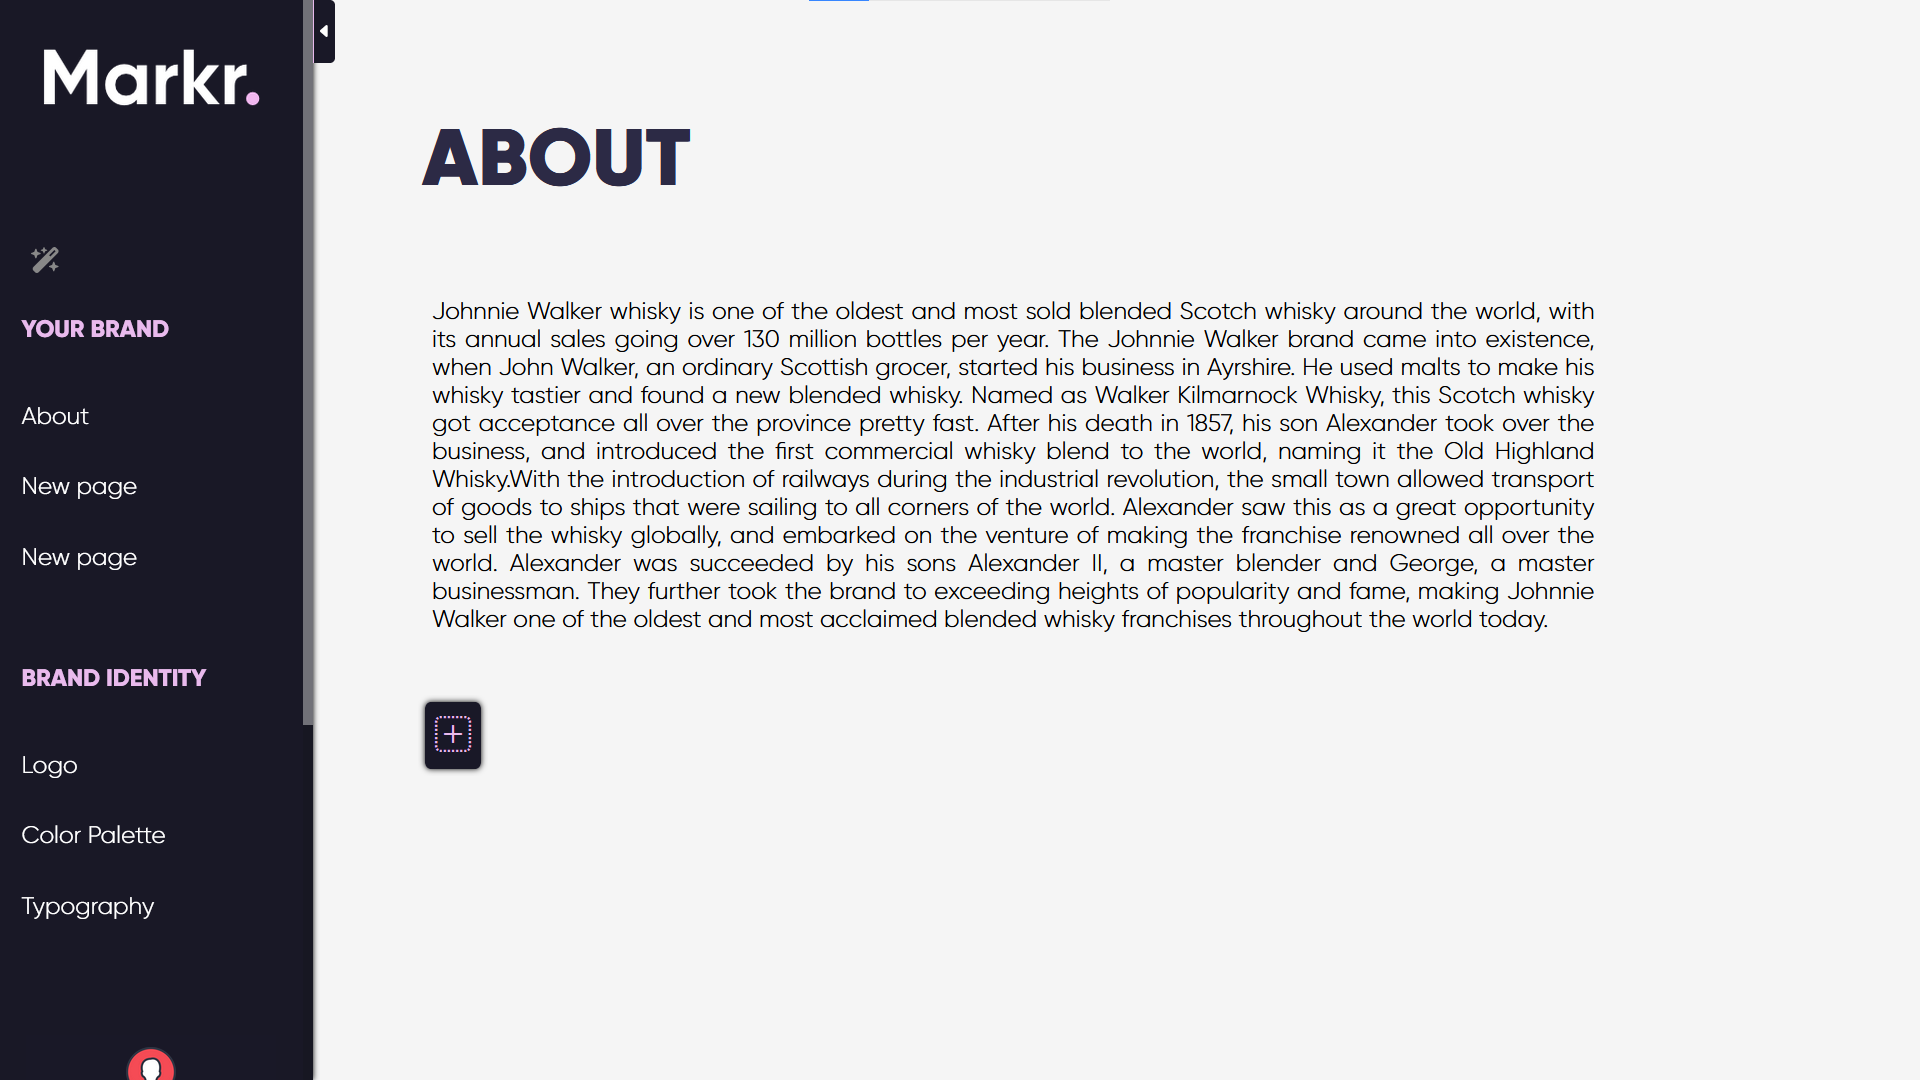 Markr.
YOUR BRAND
About
New page
New page
BRAND IDENTITY
Logo
Color Palette
Typography
ABOUT
Johnnie Walker whisky is one of the oldest and most sold blended Scotch whisky around the world, with
its annual sales going over 130 million bottles per year. The Johnnie Walker brand came into existence,
when John Walker, an ordinary Scottish grocer, started his business in Ayrshire. He used malts to make his
whisky tastier and found a new blended whisky. Named as Walker Kilmarnock Whisky, this Scotch whisky
got acceptance all over the province pretty fast. After his death in 1857, his son Alexander took over the
business, and introduced the first commercial whisky blend to the world, naming it the Old Highland
Whisky.With the introduction of railways during the industrial revolution, the small town allowed transport
of goods to ships that were sailing to all corners of the world. Alexander saw this as a great opportunity
to sell the whisky globally, and embarked on the venture of making the franchise renowned all over the
world. Alexander was succeeded by his sons Alexander II, a master blender and George, a master
businessman. They further took the brand to exceeding heights of popularity and fame, making Johnnie
Walker one of the oldest and most acclaimed blended whisky franchises throughout the world today.